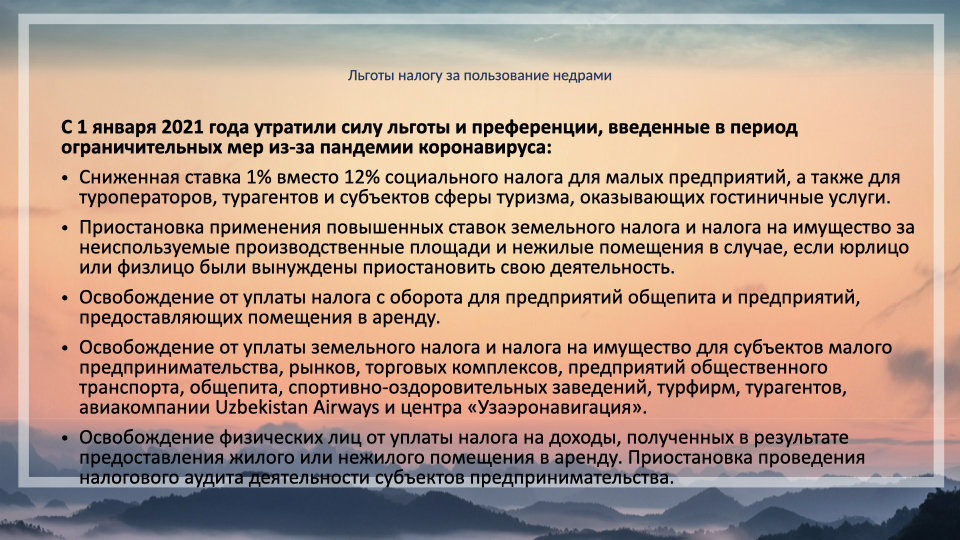 Льготы налогу за пользование недрами
С 1 января 2021 года утратили силу льготы и преференции, введенные в период
ограничительных мер из-за пандемии коронавируса:
• Сниженная ставка 1% вместо 12% социального налога для малых предприятий, а также для
туроператоров, турагентов и субъектов сферы туризма, оказывающих гостиничные услуги.
• Приостановка применения повышенных ставок земельного налога и налога на имущество за
неиспользуемые производственные площади и нежилые помещения в случае, если юрлицо
или физлицо были вынуждены приостановить свою деятельность.
• Освобождение от уплаты налога с оборота для предприятий общепита и предприятий,
предоставляющих помещения в аренду.
• Освобождение от уплаты земельного налога и налога на имущество для субъектов малого
предпринимательства, рынков, торговых комплексов, предприятий общественного
транспорта, общепита, спортивно-оздоровительных заведений, турфирм, турагентов,
авиакомпании Uzbekistan Airways и центра «Узаэронавигация».
• Освобождение физических лиц от уплаты налога на доходы, полученных в результате
предоставления жилого или нежилого помещения в аренду. Приостановка проведения
налогового аудита деятельности субъектов предпринимательства.